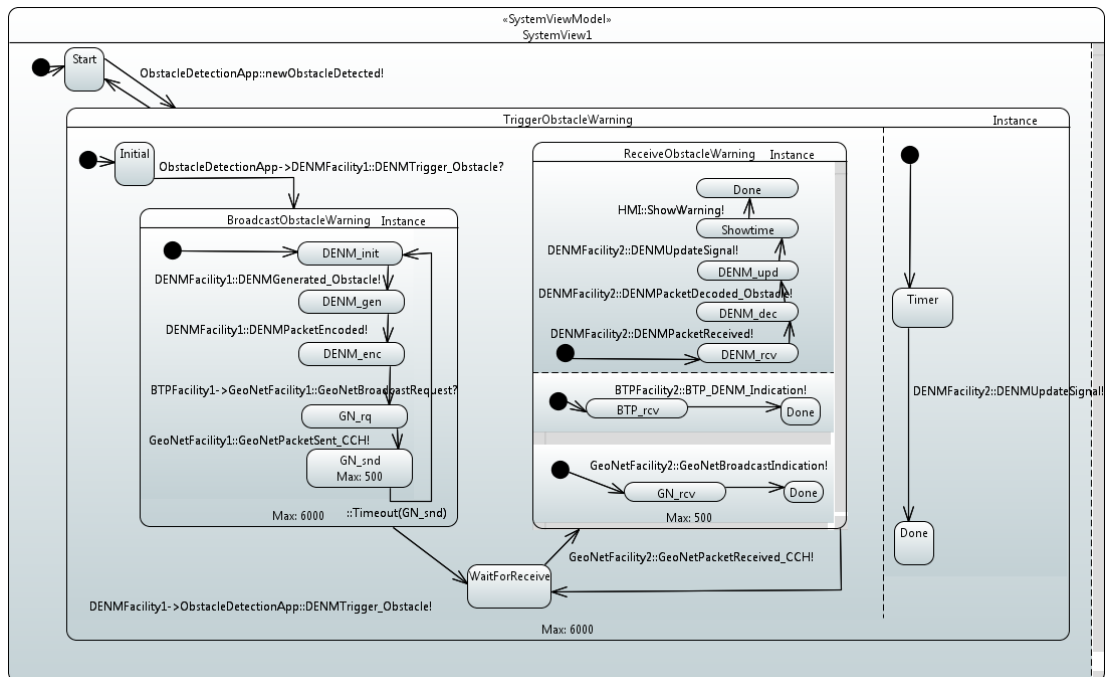 «SystemViewModel»
SystemView1
Start
ObstacleDetectionApp::newObstacleDetected!
TriggerObstacleWarning
Instance
Initial
ObstacleDetectionApp->DENMFacility1::DENMTrigger_Obstacle?
BroadcastObstacleWarning Instance
DENM_init
DENMFacility1::DENMGenerated_Obstacle!
DENM_gen
DENMFacility1::DENMPacketEncoded!
DENM_enc
BTPFacility1->GeoNetFacility1::GeoNetBroadcastRequest?
GN_rq
GeoNetFacility1::GeoNetPacketSent_CCH!
GN_snd
Max: 500
Max: 6000
::Timeout(GN_snd)
ReceiveObstacleWarning Instance
Done
HMI::ShowWarning!
Showtime
DENMFacility2::DENMUpdateSignal!
DENM_upd
DENMFacility2::DENMPacketDecoded_Obstacle!
DENM_dec
DENMFacility2::DENMPacketReceived!
DENM_rcv
BTPFacility2::BTP_DENM_Indication!
BTP_rcv
Done
GeoNetFacility2::GeoNetBroadcastIndication!
GN_rcv
Done
Max: 500
WaitForReceive
GeoNetFacility2::GeoNetPacketReceived_CCH!
DENMFacility1->ObstacleDetectionApp::DENMTrigger_Obstacle!
Max: 6000
Timer
DENMFacility2::DENMUpdateSignal!
Done